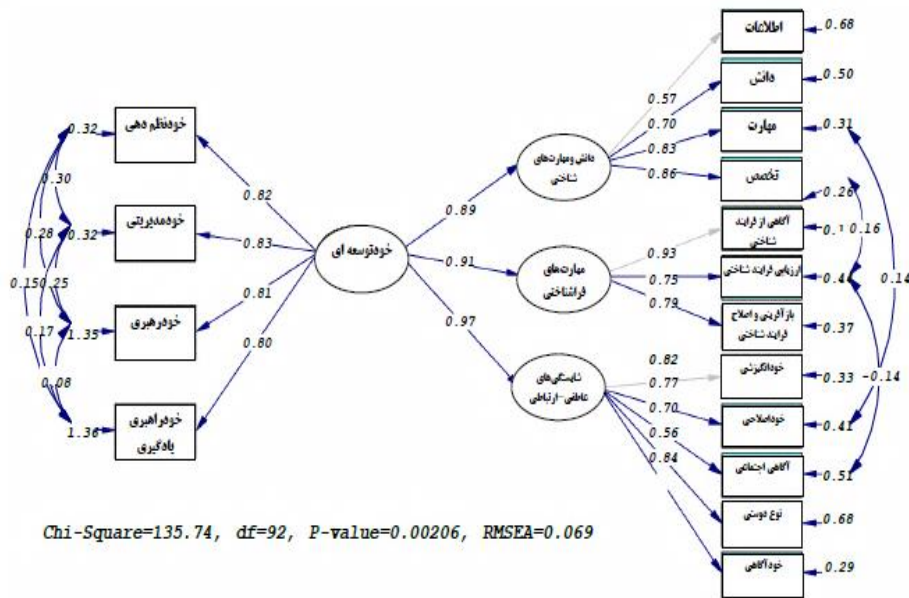 اطلاعات
0.68
دانش
0.50
مهارت
0.31
تخصص
0.26
آگاهی از فرایند
شناختی
0.16
ارزیابی فرایند شناختی
0.44
بازآفرینی و اصلاح
فرایند شناختی
0.37
خودانگیزشی
0.33
خوداصلاحی
0.41
آگاهی اجتماعی
0.51
نوع دوستی
0.68
خودآگاهی
0.29
0.14
-0.14
دانش و مهارت‌های
شناختی
0.57
0.70
0.83
0.86
مهارت‌های
فراشناختی
0.93
0.75
0.79
شایستگی‌های
عاطفی-ارتباطی
0.82
0.77
0.70
0.56
0.84
خودتوسعه ای
0.89
0.91
0.97
0.82
0.83
0.81
0.80
خودنظم دهی
0.32
خودمدیریتی
0.32
خودرهبری
1.35
خودراهبری
یادگیری
1.36
0.30
0.28
0.15
0.25
0.17
0.08
Chi-Square=135.74, df=92, P-value=0.00206, RMSEA=0.069